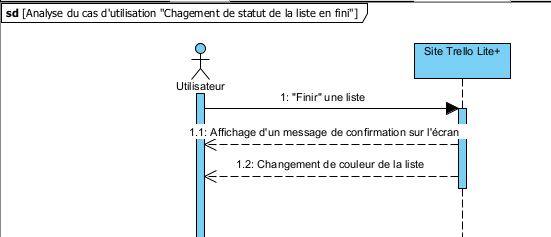 sd [Analyse du cas d'utilisation "Chagement de statut de la liste en fini"]
Site Trello Lite+
Utilisateur
1: "Finir" une liste
1.1: Affichage d'un message de confirmation sur l'écran
1.2: Changement de couleur de la liste